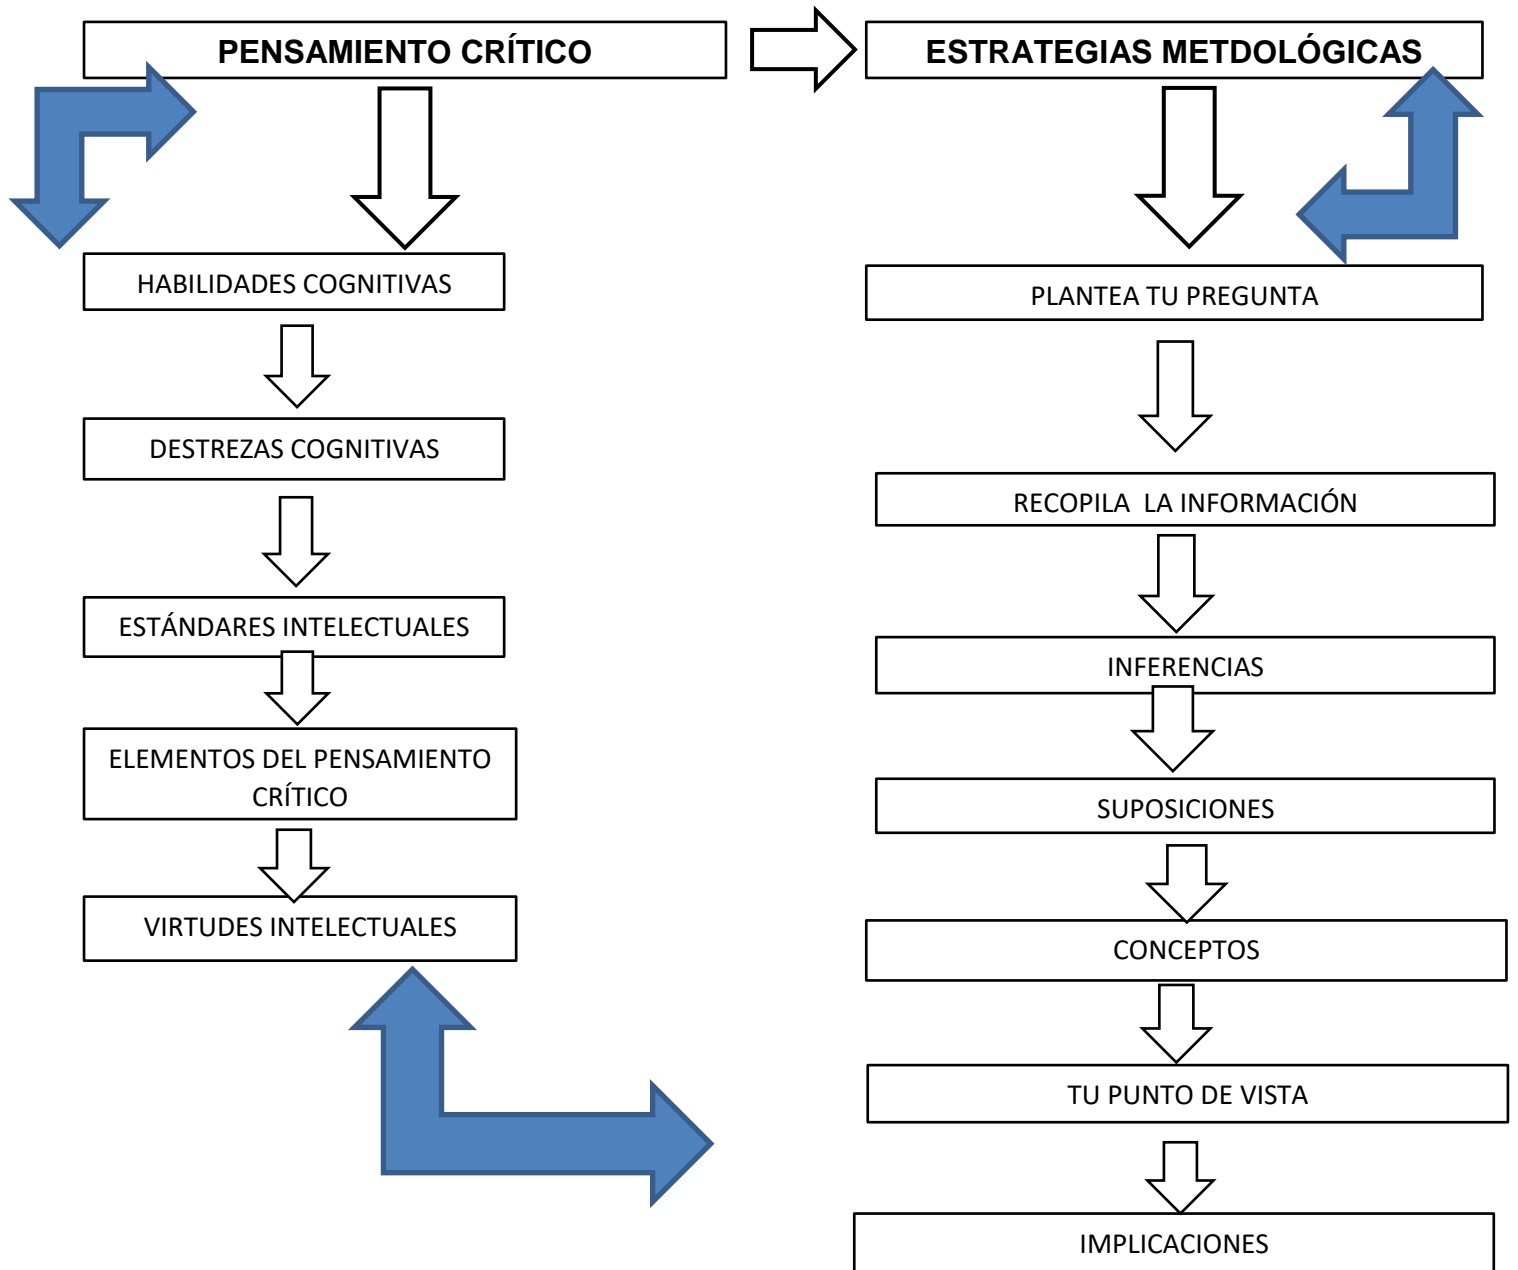 PENSAMIENTO CRÍTICO
HABILIDADES COGNITIVAS
DESTREZAS COGNITIVAS
ESTÁNDARES INTELECTUALES
ELEMENTOS DEL PENSAMIENTO
CRÍTICO
VIRTUDES INTELECTUALES
ESTRATEGIAS METDOLÓGICAS
PLANTEA TU PREGUNTA
RECOPILA  LA INFORMACIÓN
INFERENCIAS
SUPOSICIONES
CONCEPTOS
TU PUNTO DE VISTA
IMPLICACIONES